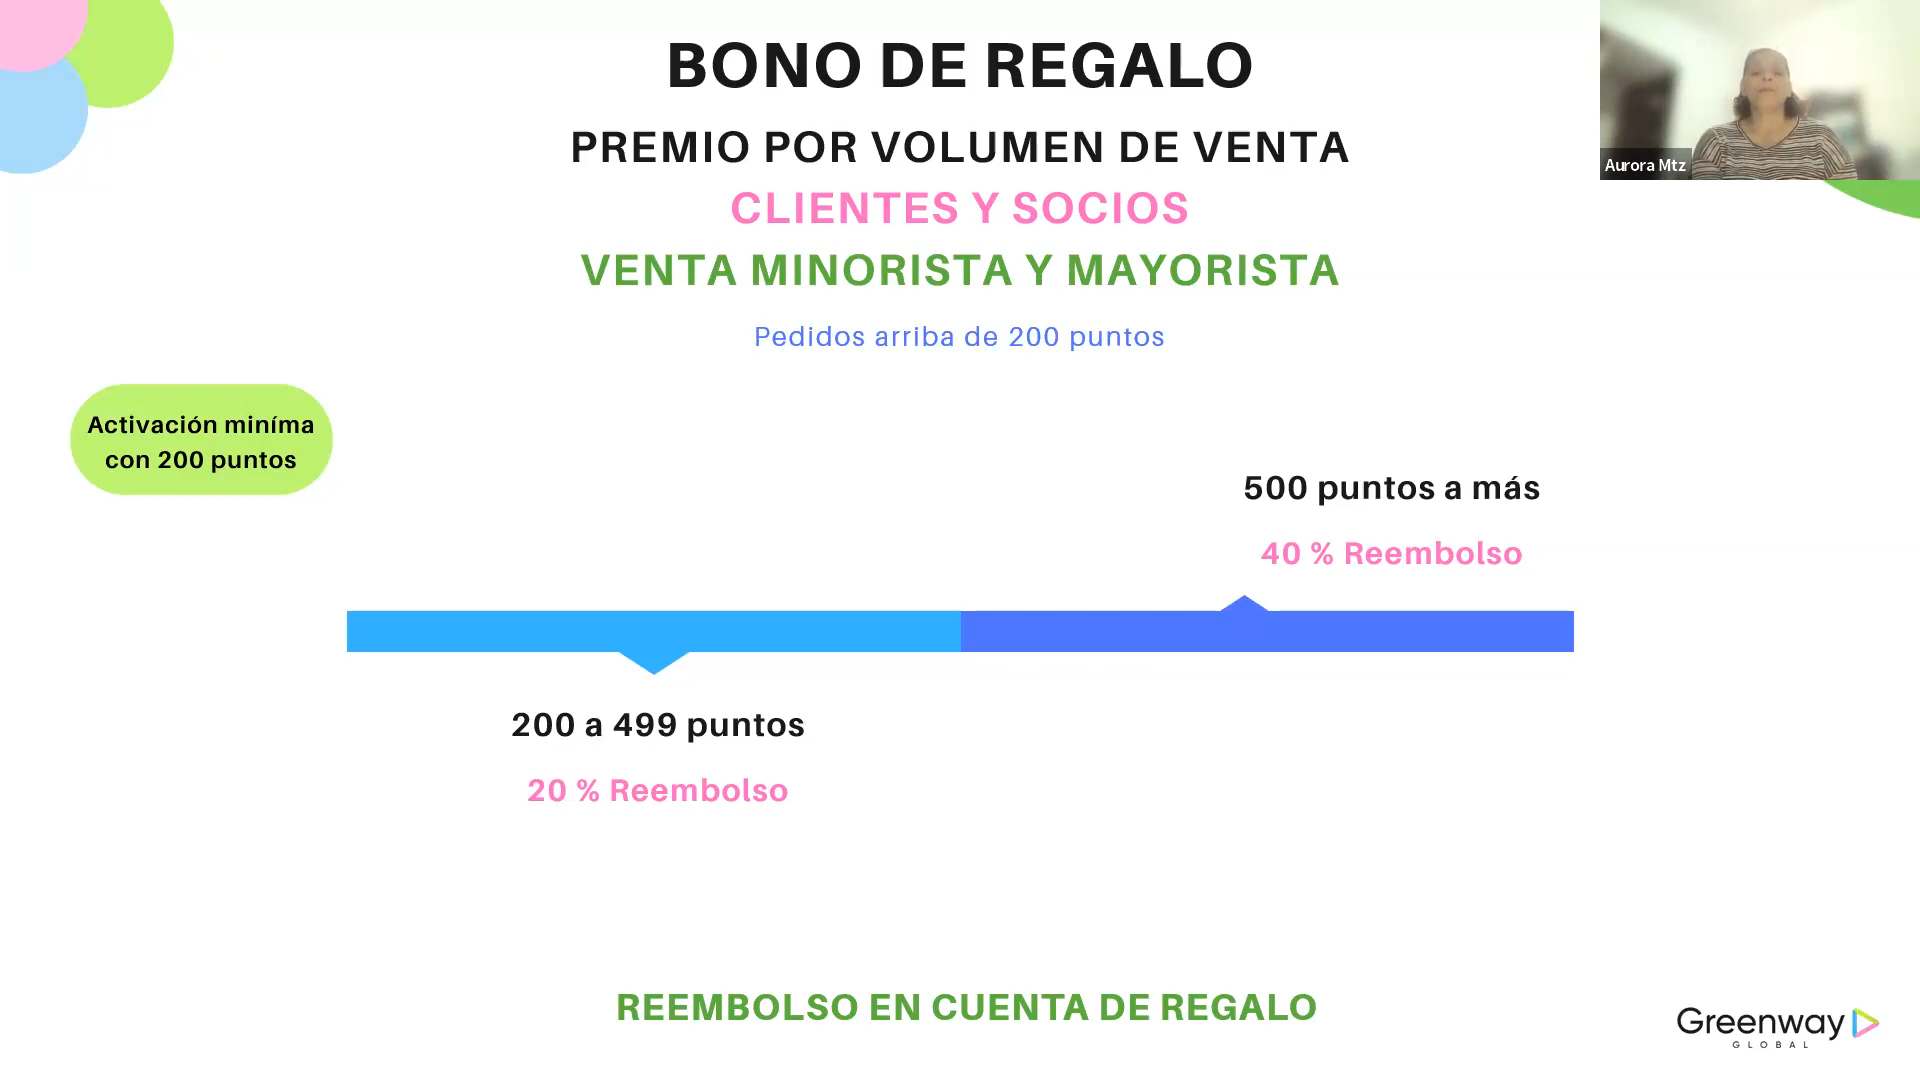 BONO DE REGALO
PREMIO POR VOLUMEN DE VENTA
CLIENTES Y SOCIOS
VENTA MINORISTA Y MAYORISTA
Pedidos arriba de 200 puntos
Aurora Mtz
Activación miníma
con 200 puntos
500 puntos a más
40 % Reembolso
200 a 499 puntos
20 % Reembolso
REEMBOLSO EN CUENTA DE REGALO
Greenway
GLOBAL